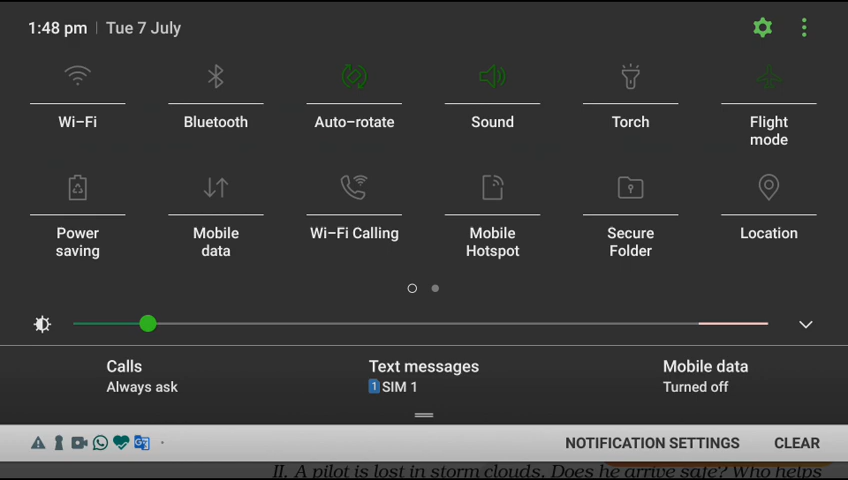 1:48 pm | Tue 7 July
Wi-Fi
Bluetooth
Auto-rotate
Sound
Torch
Flight
mode
Power
saving
Mobile
data
Wi-Fi Calling
Mobile
Hotspot
Secure
Folder
Location
Calls
Always ask
Text messages
1 SIM 1
Mobile data
Turned off
NOTIFICATION SETTINGS CLEAR
II. A pilot is lost in storm clouds. Does he arrive safe? Who helps